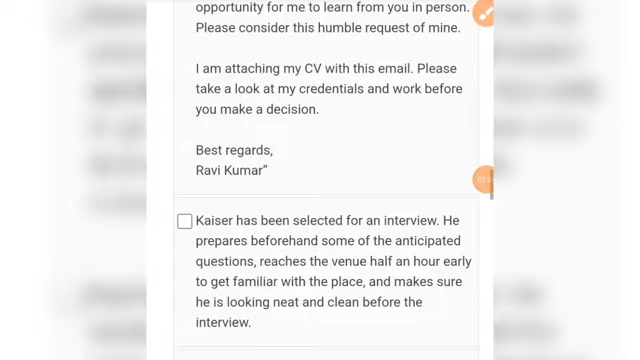 opportunity for me to learn from you in person.
Please consider this humble request of mine.
I am attaching my CV with this email. Please
take a look at my credentials and work before
you make a decision.
Best regards,
Ravi Kumar”
Kaiser has been selected for an interview. He
prepares beforehand some of the anticipated
questions, reaches the venue half an hour early
to get familiar with the place, and makes sure
he is looking neat and clean before the
interview.